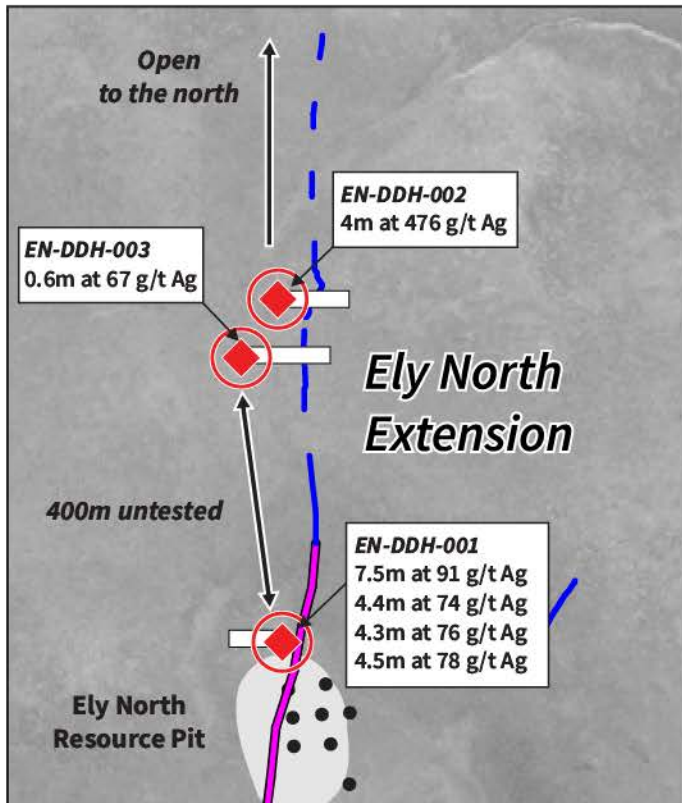 Open
to the north
EN-DDH-002
4m at 476 g/t Ag
EN-DDH-003
0.6m at 67 g/t Ag
Ely North
Extension
400m untested
EN-DDH-001
7.5m at 91 g/t Ag
4.4m at 74 g/t Ag
4.3m at 76 g/t Ag
4.5m at 78 g/t Ag
Ely North
Resource Pit